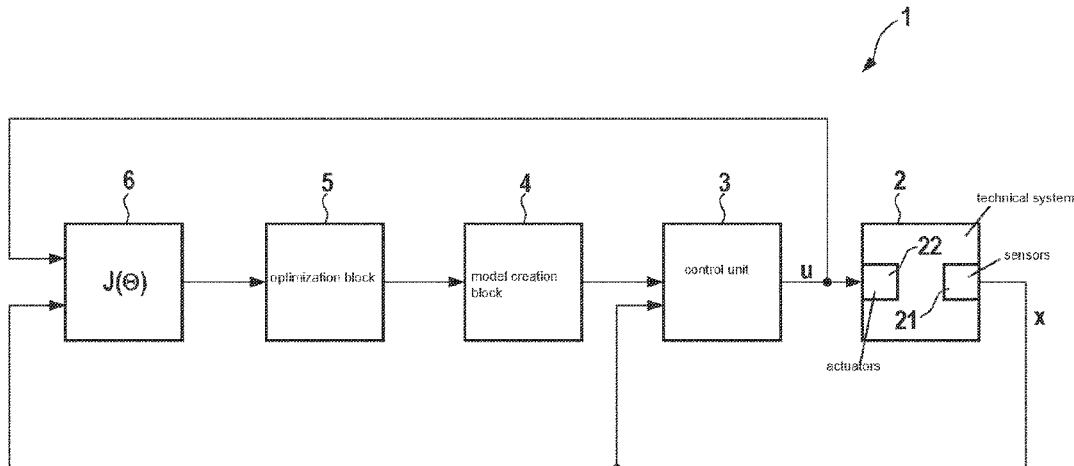 1
6
5
4
3
2
technical system
J(Θ)
optimization block
model creation
block
control unit
u
22
sensors
21
x
actuators